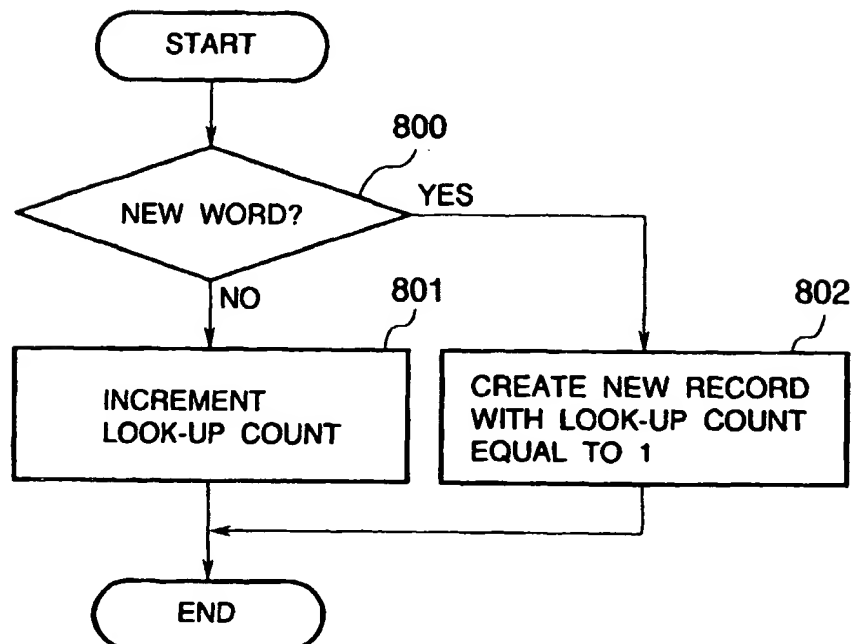 START
800
NEW WORD?
YES
NO
801
802
INCREMENT
LOOK-UP COUNT
CREATE NEW RECORD
WITH LOOK-UP COUNT
EQUAL TO 1
END